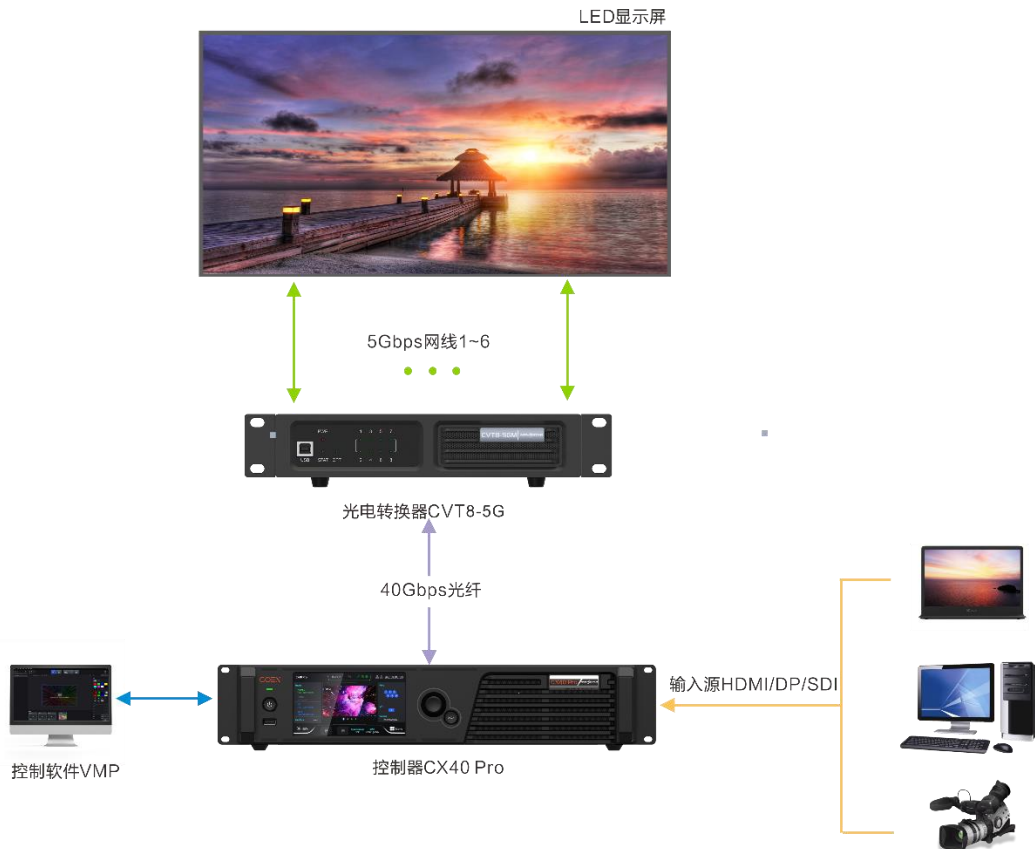 LED显示屏
5Gbps网线1~6
光电转换器CVT8-5G
40Gbps光纤
输入源HDMI/DP/SDI
控制软件VMP
控制器CX40 Pro